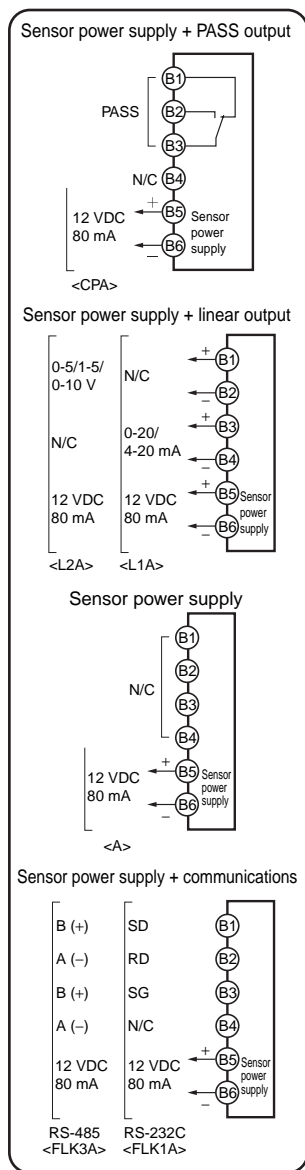 Sensor power supply + PASS output
B1
PASS
B2
B3
N/C
B4
+
12 VDC
80 mA
B5
Sensor
power
supply
B6
−
<CPA>
Sensor power supply + linear output
0-5/1-5/
0-10 V
N/C
+
B1
−
B2
N/C
0-20/
4-20 mA
+
B3
−
B4
12 VDC
80 mA
12 VDC
80 mA
+
B5
Sensor
power
supply
−
B6
<L2A>
<L1A>
Sensor power supply
B1
B2
N/C
B3
B4
12 VDC
80 mA
+
B5
Sensor
power
supply
−
B6
<A>
Sensor power supply + communications
B (+)
SD
B1
A (−)
RD
B2
B (+)
SG
B3
A (−)
N/C
B4
12 VDC
80 mA
12 VDC
80 mA
+
B5
Sensor
power
supply
−
B6
RS-485
<FLK3A>
RS-232C
<FLK1A>